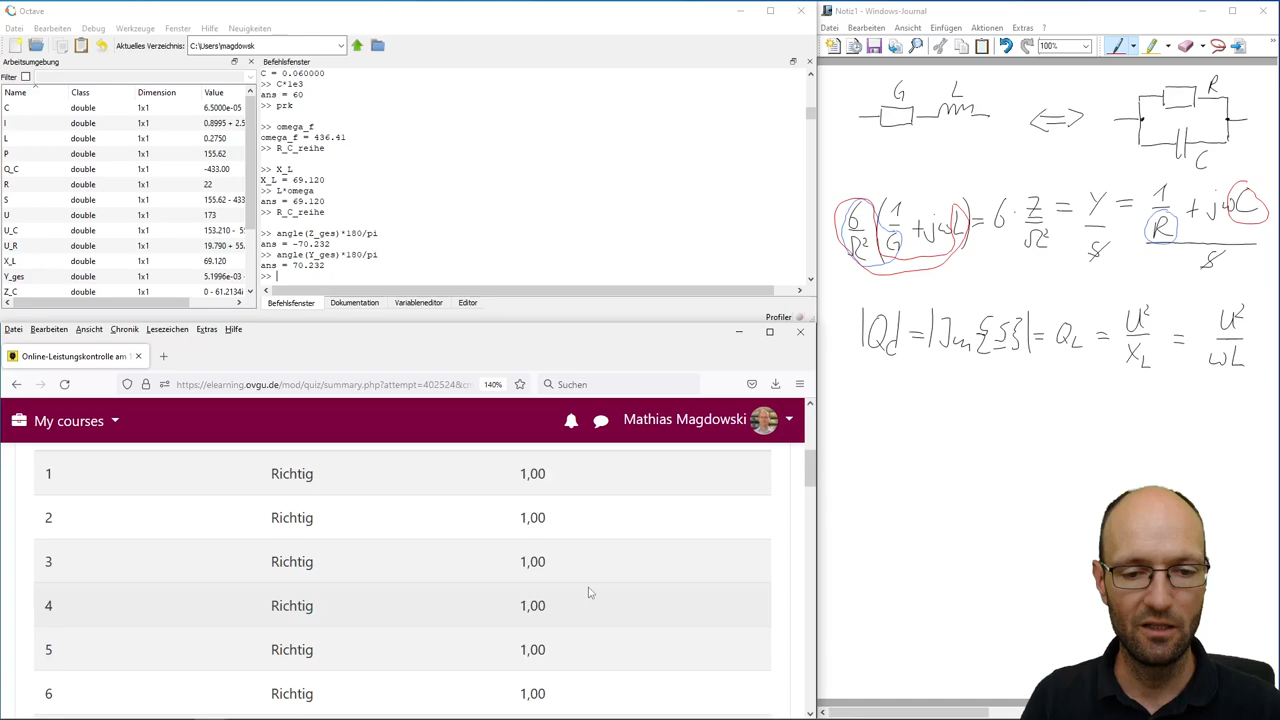 Octave
Datei Bearbeiten Debug Werkzeuge Fenster Hilfe Neuigkeiten
Aktuelles Verzeichnis: C:\Users\magdowsk
Arbeitsumgebung
Filter
Name Class Dimension Value
C double 1x1 6.5000e-05
I double 1x1 0.8995 + 2.5
L double 1x1 0.2750
P double 1x1 155.62
Q_C double 1x1 -433.00
R double 1x1 22
S double 1x1 155.62 - 433
U double 1x1 173
U_C double 1x1 153.210 - 5
U_R double 1x1 19.790 + 55
X_L double 1x1 69.120
Y_ges double 1x1 5.1996e-03
Z_C double 1x1 0 - 61.2134i
Befehlsfenster
C = 0.060000
>> C*1e3
ans = 60
>> prk
>> omega_f
omega_f = 436.41
>> R_C_reihe
>> X_L
X_L = 69.120
>> L*omega
ans = 69.120
>> R_C_reihe
>> angle(Z_ges)*180/pi
ans = -70.232
>> angle(Y_ges)*180/pi
ans = 70.232
>>
Befehlsfenster Dokumentation Variableneditor Editor
Profiler
Datei Bearbeiten Ansicht Chronik Lesezeichen Extras Hilfe
Online-Leistungskontrolle am
https://elearning.ovgu.de/mod/quiz/summary.php?attempt=402524&cm 140% Suchen
My courses Mathias Magdowski
1 Richtig 1,00
2 Richtig 1,00
3 Richtig 1,00
4 Richtig 1,00
5 Richtig 1,00
6 Richtig 1,00
Notiz1 - Windows-Journal
Datei Bearbeiten Ansicht Einfügen Aktionen Extras ?
100%
G L ⇔ R
C
6/Ω² (1/G + jωL) = 6 · Z/Ω² = Y/S = 1/R + jωC / S
|Q| = |Im{S}| = Q_L = U²/X_L = U²/ωL